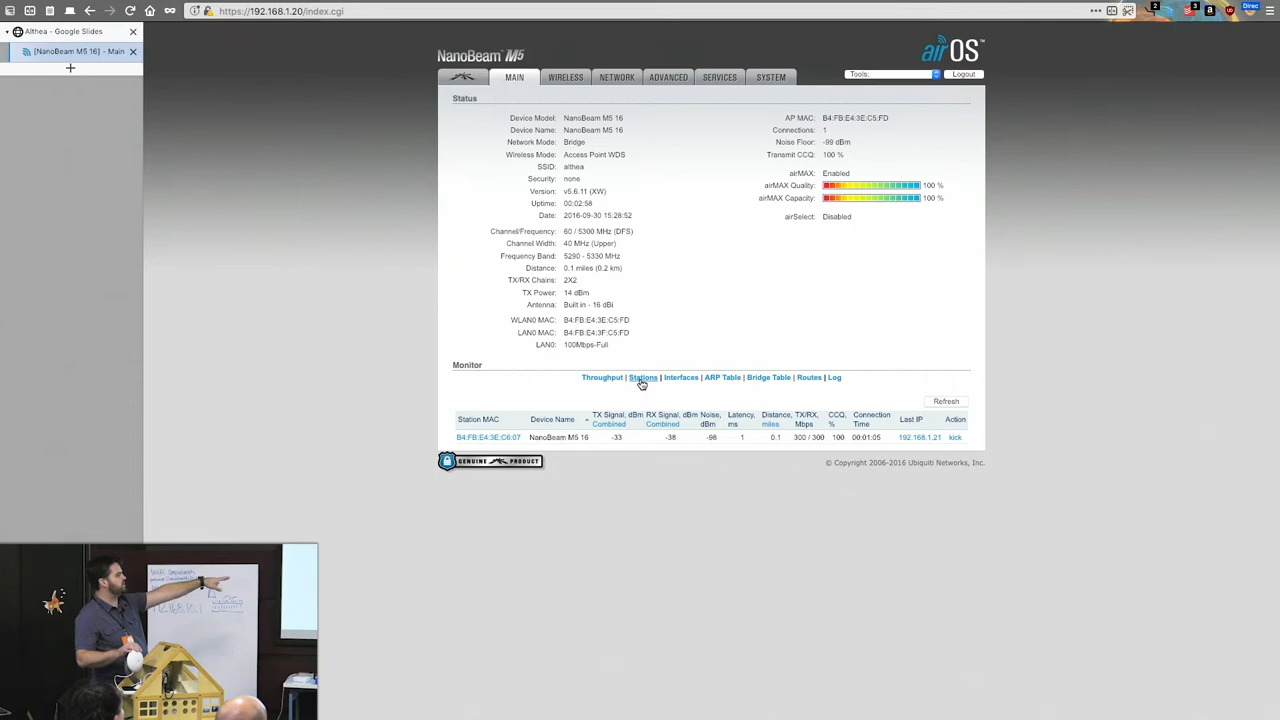 https://192.168.1.20/index.cgi
2
3
Direc
Althea - Google Slides
[NanoBeam M5 16] - Main
NanoBeam M5
airOS™
MAIN WIRELESS NETWORK ADVANCED SERVICES SYSTEM
Tools: Logout
Status
Device Model: NanoBeam M5 16
Device Name: NanoBeam M5 16
Network Mode: Bridge
Wireless Mode: Access Point WDS
SSID: althea
Security: none
Version: v5.6.11 (XW)
Uptime: 00:02:58
Date: 2016-09-30 15:28:52
Channel/Frequency: 60 / 5300 MHz (DFS)
Channel Width: 40 MHz (Upper)
Frequency Band: 5290 - 5330 MHz
Distance: 0.1 miles (0.2 km)
TX/RX Chains: 2X2
TX Power: 14 dBm
Antenna: Built in - 16 dBi
WLAN0 MAC: B4:FB:E4:3E:C5:FD
LAN0 MAC: B4:FB:E4:3F:C5:FD
LAN0: 100Mbps-Full
AP MAC: B4:FB:E4:3E:C5:FD
Connections: 1
Noise Floor: -99 dBm
Transmit CCQ: 100 %
airMAX: Enabled
airMAX Quality: 100 %
airMAX Capacity: 100 %
airSelect: Disabled
Monitor
Throughput | Stations | Interfaces | ARP Table | Bridge Table | Routes | Log
Refresh
Station MAC Device Name TX Signal, dBm Combined RX Signal, dBm Combined Noise, dBm Latency, ms Distance, miles TX/RX, Mbps CCQ, % Connection Time Last IP Action
B4:FB:E4:3E:C6:07 NanoBeam M5 16 -33 -38 -98 1 0.1 300 / 300 100 00:01:05 192.168.1.21 kick
GENUINE PRODUCT
© Copyright 2006-2016 Ubiquiti Networks, Inc.